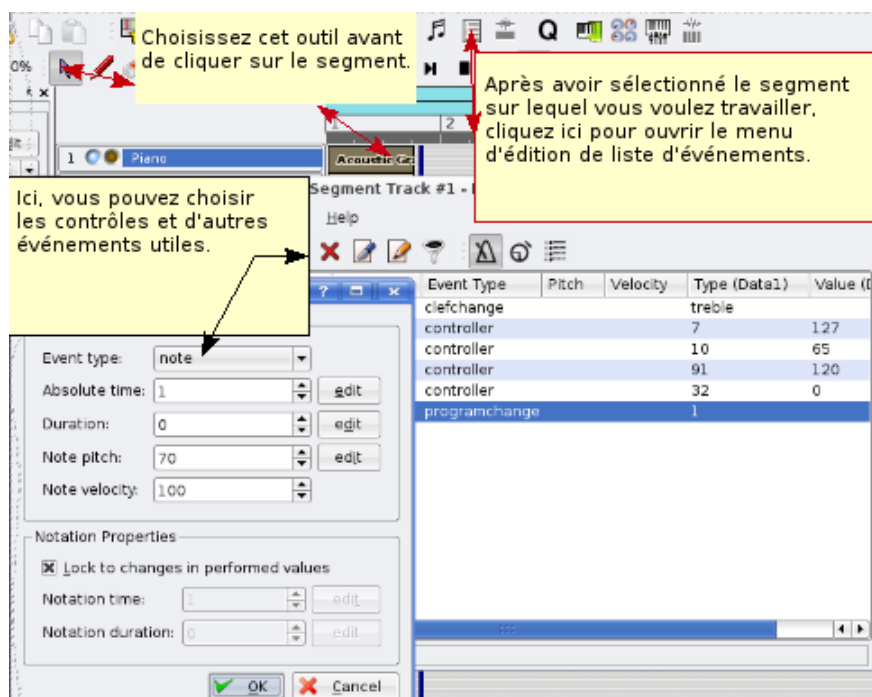 Choisissez cet outil avant
de cliquer sur le segment.
Q
0%
Après avoir sélectionné le segment
sur lequel vous voulez travailler,
cliquez ici pour ouvrir le menu
d'édition de liste d'événements.
2
1 Piano
Acoustic Gr
Ici, vous pouvez choisir
les contrôles et d'autres
événements utiles.
Segment Track #1 -
Help
Event Type Pitch Velocity Type (Data1) Value (D
clefchange treble
controller 7 127
controller 10 65
controller 91 120
controller 32 0
programchange 1
Event type: note
Absolute time: 1 edit
Duration: 0 edit
Note pitch: 70 edit
Note velocity: 100
Notation Properties
Lock to changes in performed values
Notation time: 1 edit
Notation duration: 0 edit
OK Cancel